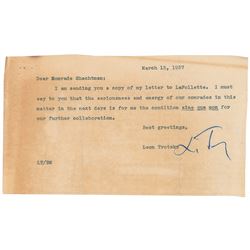 March 13, 1937
Dear Comrade Shachtman:
I am sending you a copy of my letter to LaFollette. I must
say to you that the seriousness and energy of our comrades in this
matter in the next days is for me the condition sine qua non for
our further collaboration.
Best greetings,
Leon Trotsky
LT/BW